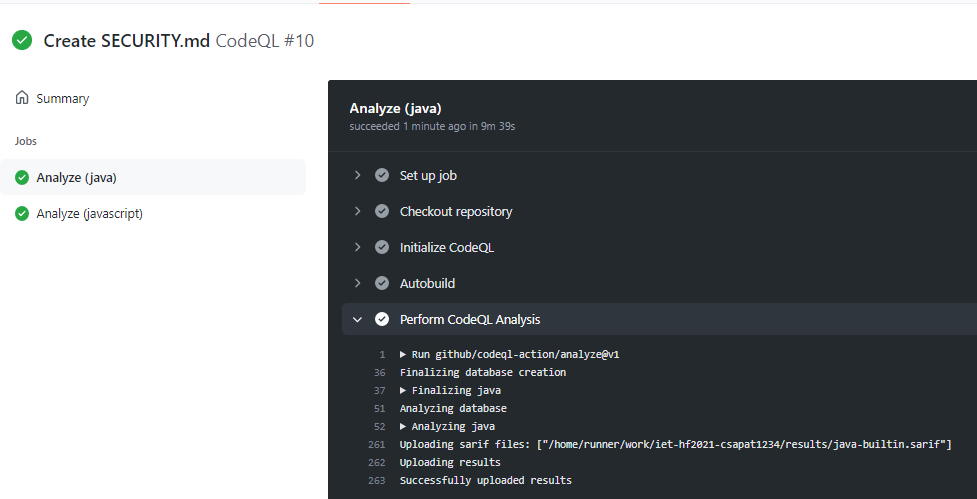 Create SECURITY.md CodeQL #10
Summary
Jobs
Analyze (java)
Analyze (javascript)
Analyze (java)
succeeded 1 minute ago in 9m 39s
Set up job
Checkout repository
Initialize CodeQL
Autobuild
Perform CodeQL Analysis
1 ▶ Run github/codeql-action/analyze@v1
36 Finalizing database creation
37 ▶ Finalizing java
51 Analyzing database
52 ▶ Analyzing java
261 Uploading sarif files: ["/home/runner/work/iet-hf2021-csapat1234/results/java-builtin.sarif"]
262 Uploading results
263 Successfully uploaded results